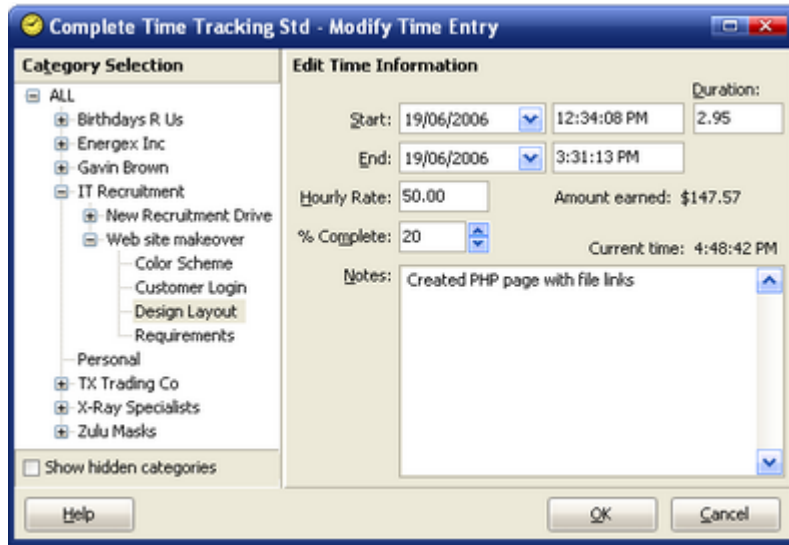 Complete Time Tracking Std - Modify Time Entry
Category Selection
ALL
Birthdays R Us
Energex Inc
Gavin Brown
IT Recruitment
New Recruitment Drive
Web site makeover
Color Scheme
Customer Login
Design Layout
Requirements
Personal
TX Trading Co
X-Ray Specialists
Zulu Masks
Show hidden categories
Edit Time Information
Duration:
Start: 19/06/2006 12:34:08 PM 2.95
End: 19/06/2006 3:31:13 PM
Hourly Rate: 50.00 Amount earned: $147.57
% Complete: 20 Current time: 4:48:42 PM
Notes: Created PHP page with file links
Help OK Cancel